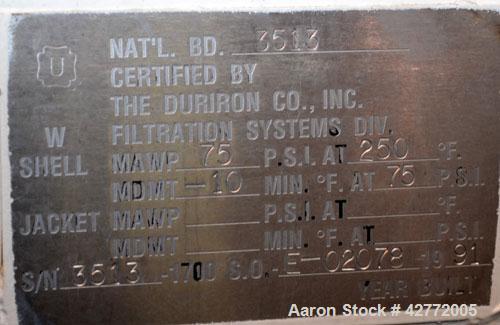 U
NAT'L. BD. 3513
CERTIFIED BY
THE DURIRON CO., INC.
W FILTRATION SYSTEMS DIV.
SHELL MAWP 75 P.S.I. AT 250 °F.
MDMT -10 MIN. °F. AT 75 P.S.I.
JACKET MAWP P.S.I. AT °F.
MDMT MIN. °F. AT P.S.I.
S/N 3513 -1700 S.O. E-02078 -1991
YEAR BUILT
Aaron Stock # 42772005